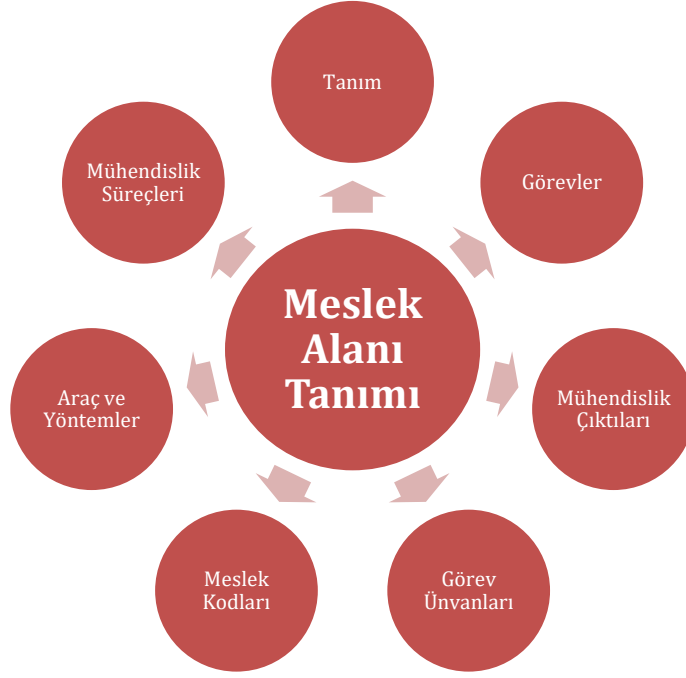 Tanım
Görevler
Mühendislik
Çıktıları
Görev
Ünvanları
Meslek
Kodları
Araç ve
Yöntemler
Mühendislik
Süreçleri
Meslek
Alanı
Tanımı